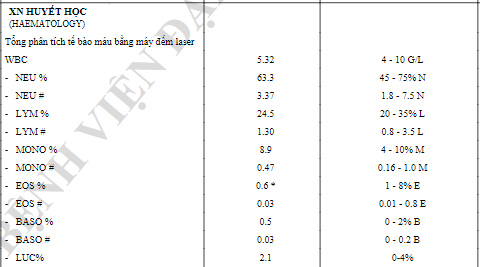 XN HUYẾT HỌC
(HAEMATOLOGY)
Tổng phân tích tế bào máu bằng máy đếm laser
WBC 5.32 4 - 10 G/L
- NEU % 63.3 45 - 75% N
- NEU # 3.37 1.8 - 7.5 N
- LYM % 24.5 20 - 35% L
- LYM # 1.30 0.8 - 3.5 L
- MONO % 8.9 4 - 10% M
- MONO # 0.47 0.16 - 1.0 M
- EOS % 0.6 * 1 - 8% E
- EOS # 0.03 0.01 - 0.8 E
- BASO % 0.5 0 - 2% B
- BASO # 0.03 0 - 0.2 B
- LUC% 2.1 0-4%
BỆNH VIỆN